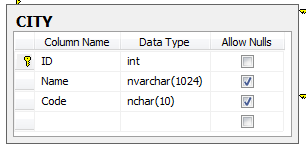 CITY
Column Name Data Type Allow Nulls
ID int
Name nvarchar(1024)
Code nchar(10)